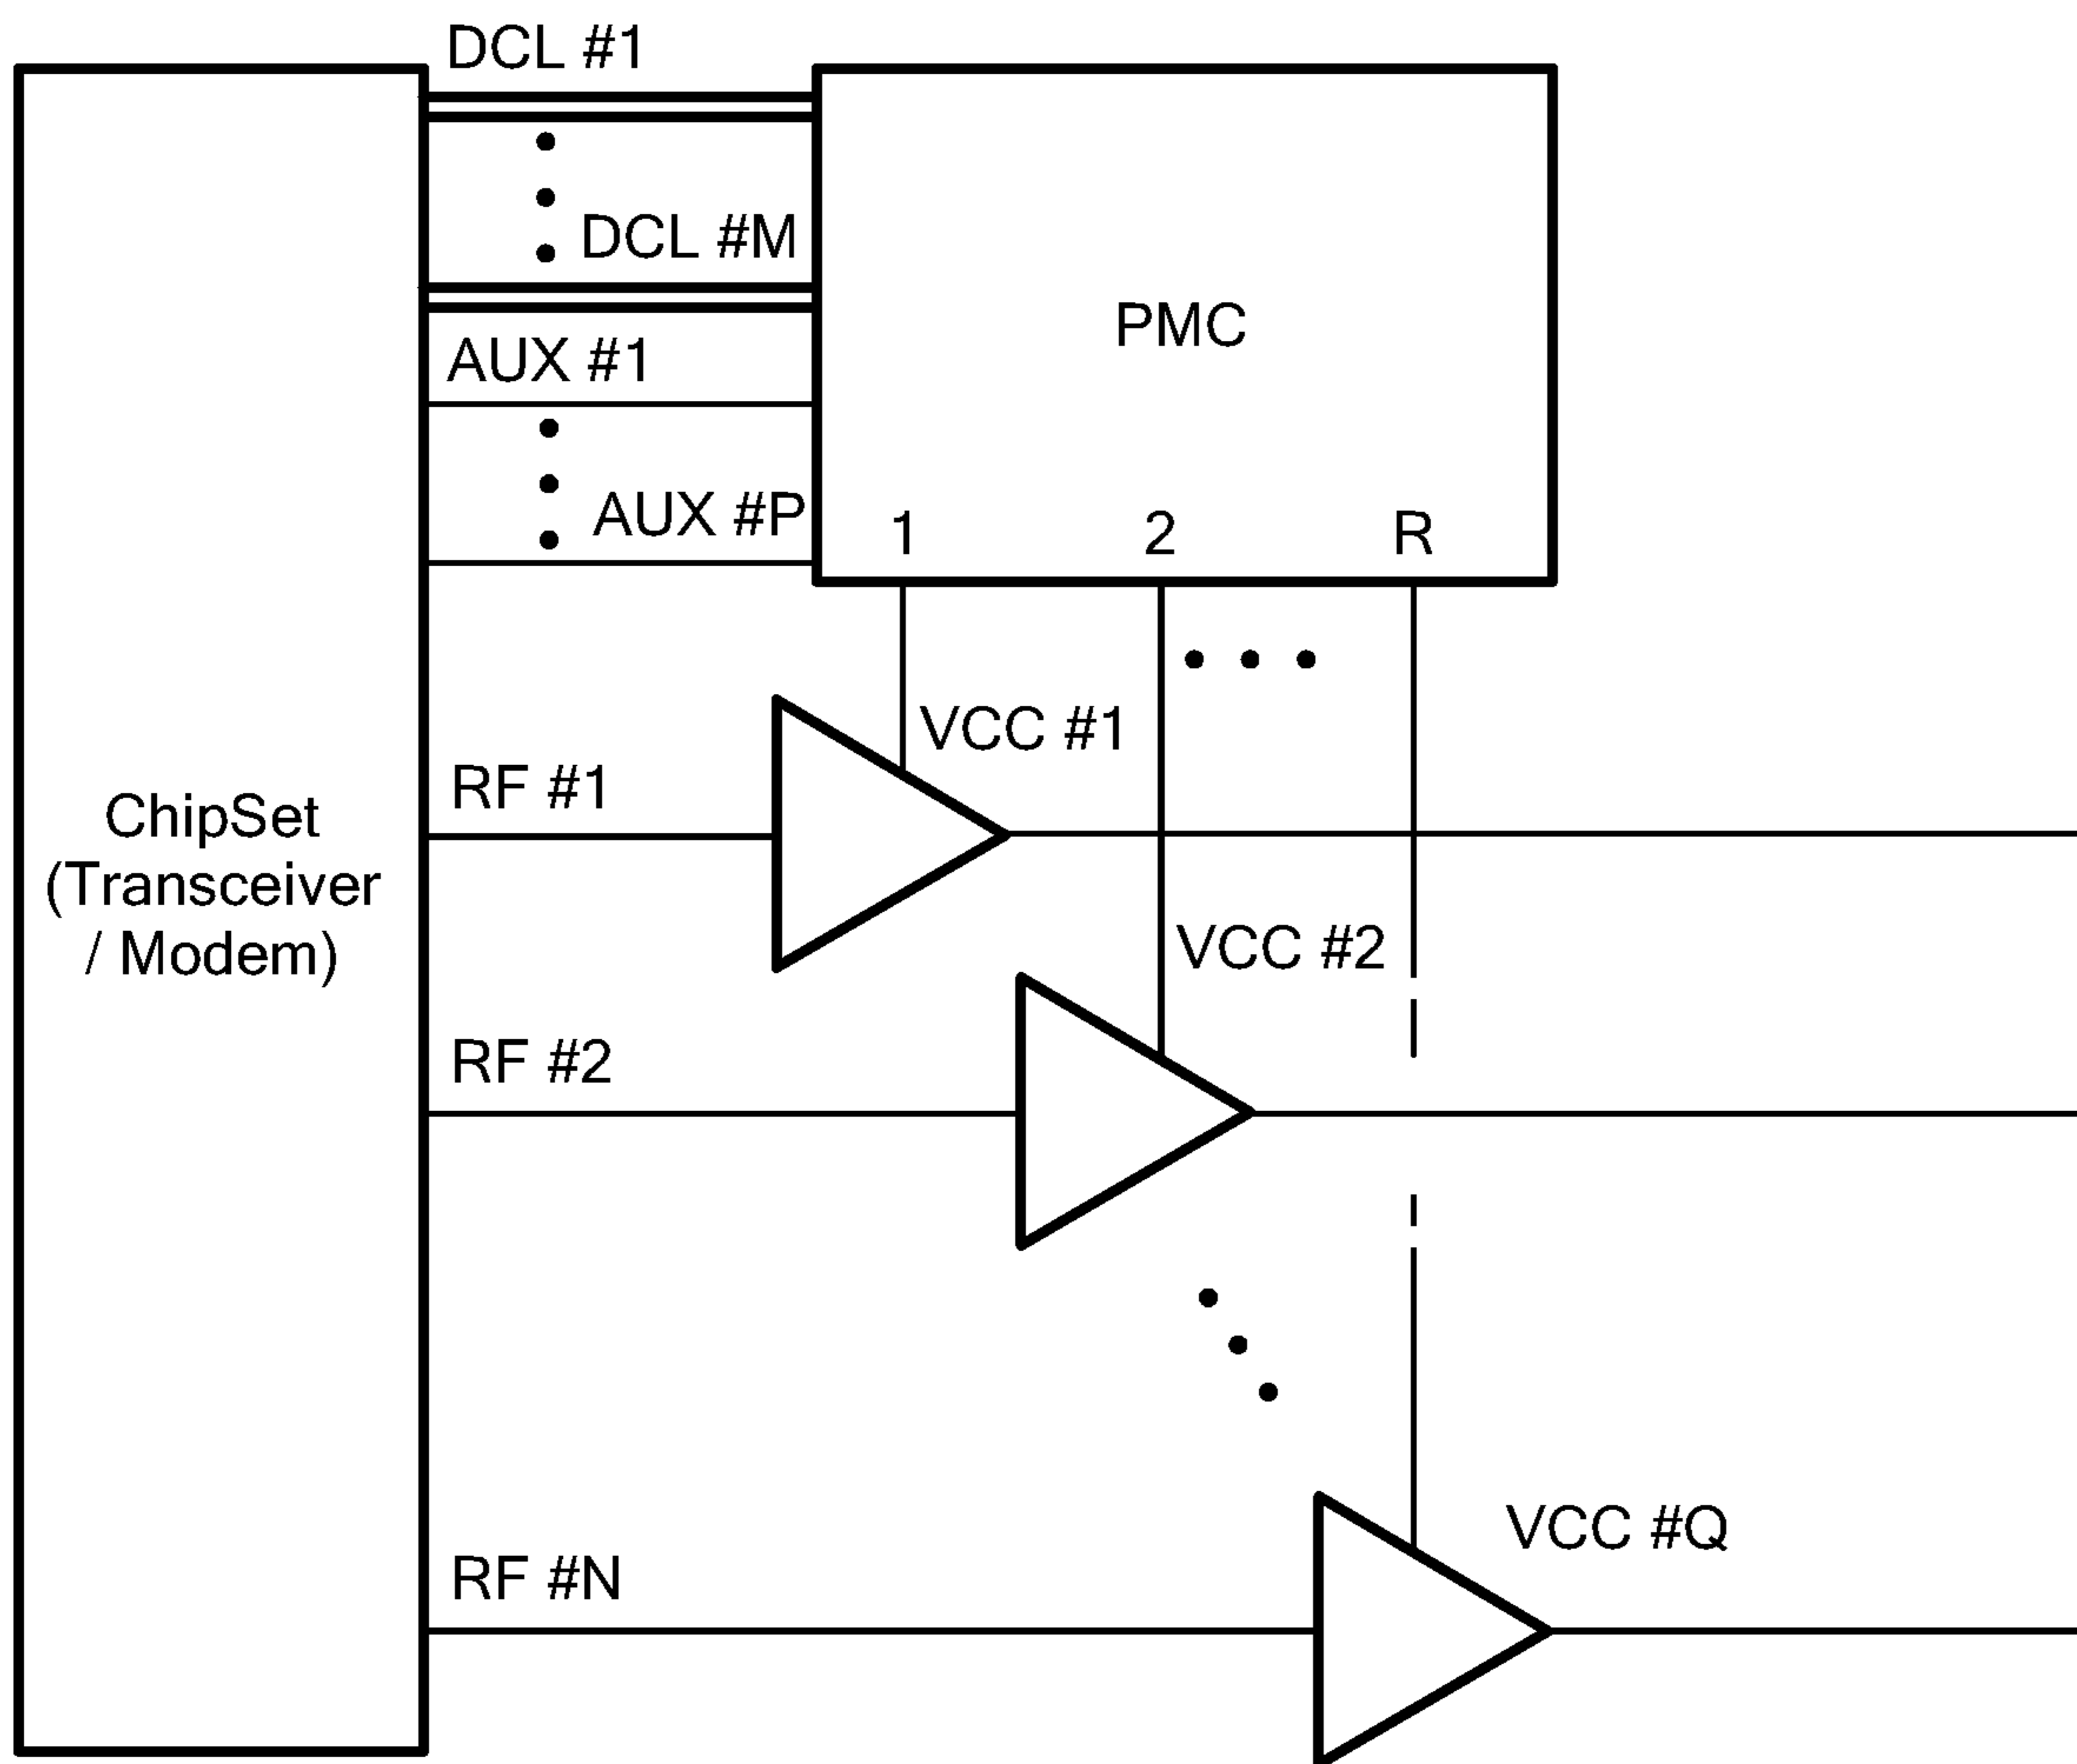 DCL #1
DCL #M
AUX #1
AUX #P
PMC
1 2 R
VCC #1
RF #1
ChipSet
(Transceiver
/ Modem)
VCC #2
RF #2
VCC #Q
RF #N